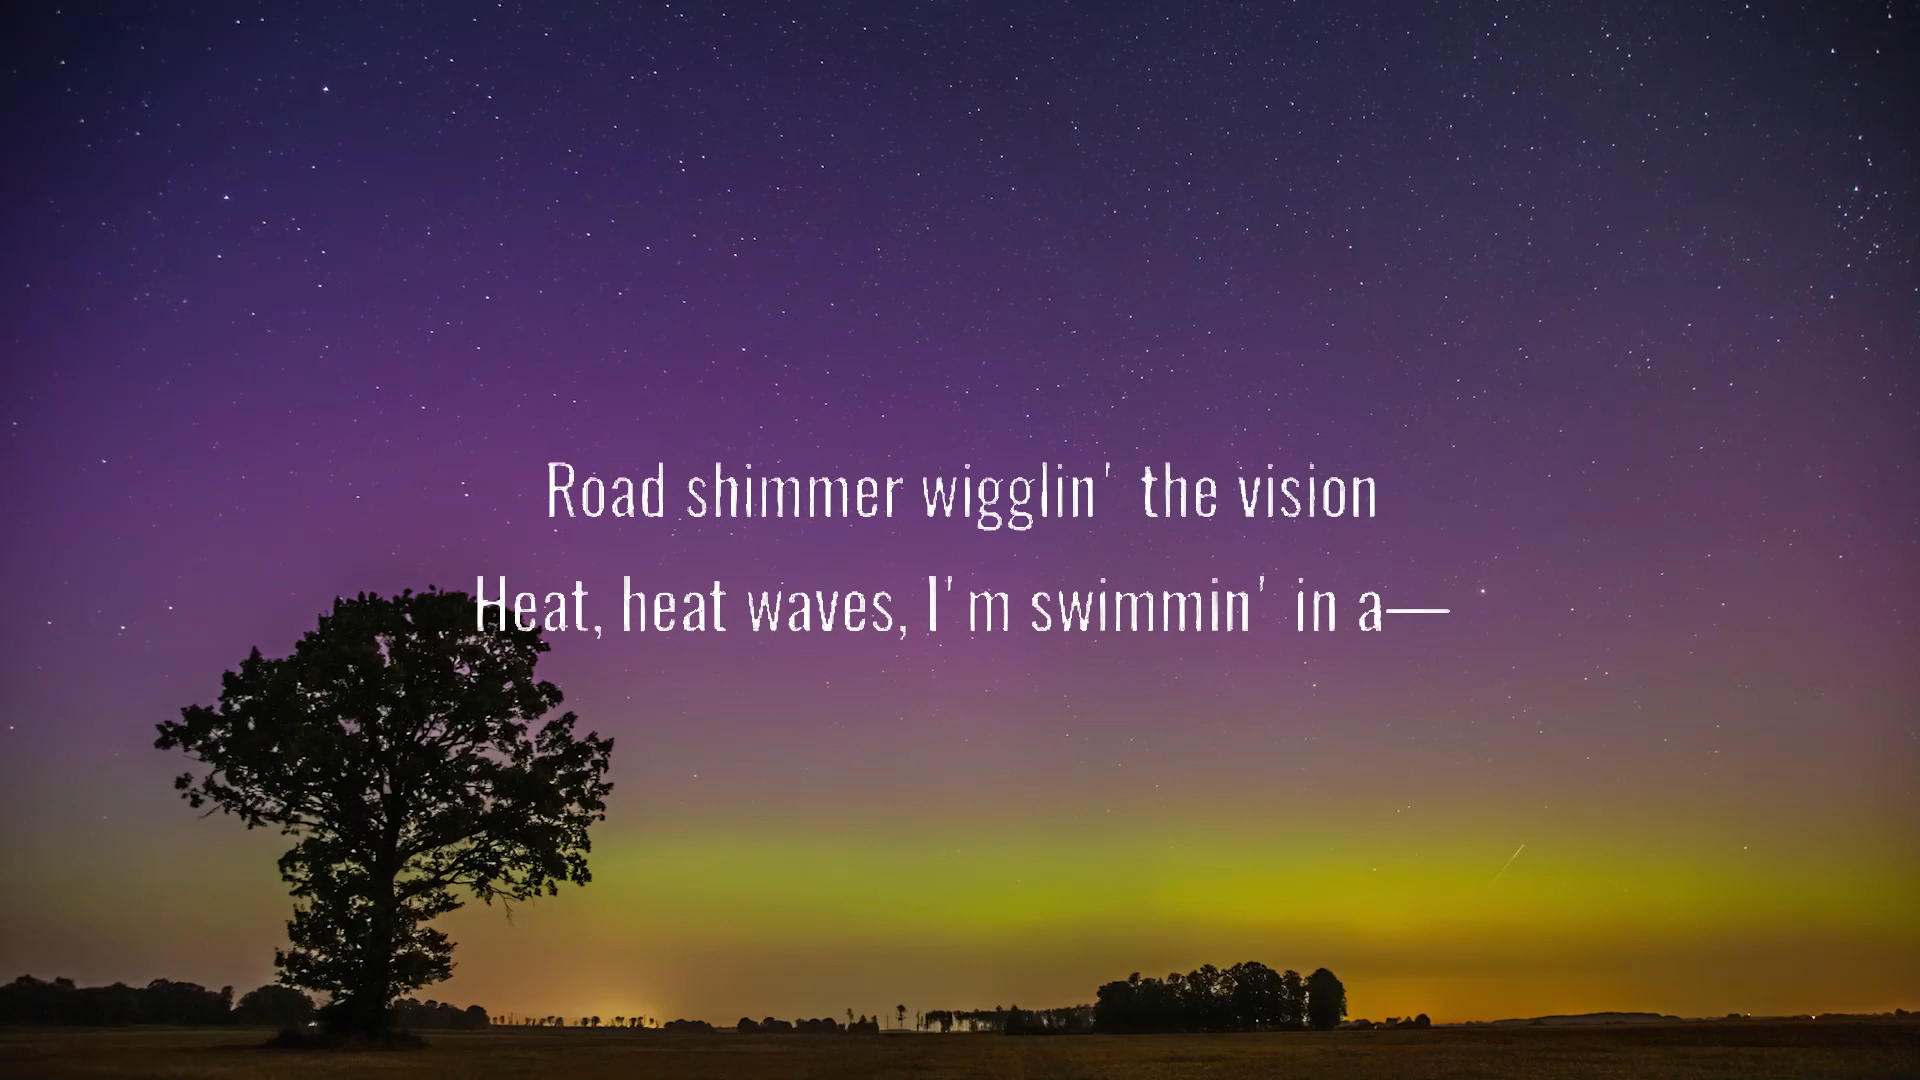 Road shimmer wigglin' the vision
Heat, heat waves, I'm swimmin' in a—